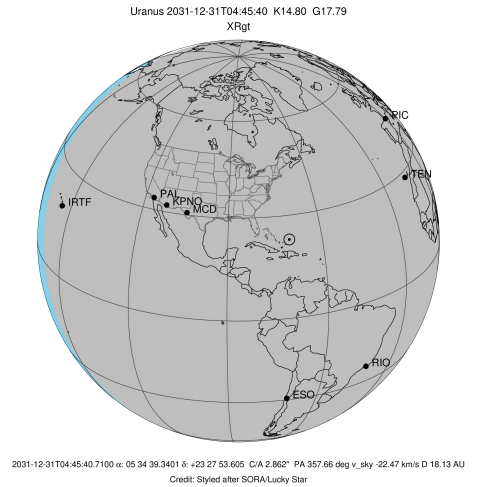 Uranus 2031-12-31T04:45:40 K14.80 G17.79
XRgt
PIC
TEN
IRTF
PAL
KPNO
MCD
RIO
ESO
2031-12-31T04:45:40.7100 α: 05 34 39.3401 δ: +23 27 53.605 C/A 2.862" PA 357.66 deg v_sky -22.47 km/s D 18.13 AU
Credit: Styled after SORA/Lucky Star